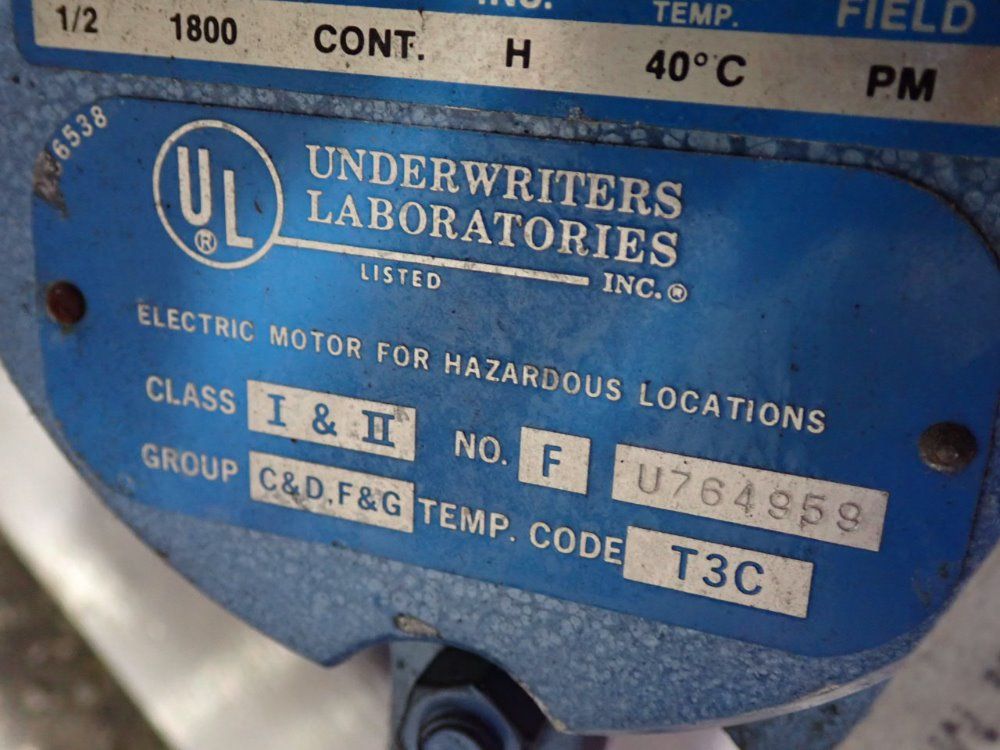 TEMP. FIELD
1/2 1800 CONT. H 40°C PM
6538
UL ®
UNDERWRITERS
LABORATORIES
LISTED INC.®
ELECTRIC MOTOR FOR HAZARDOUS LOCATIONS
CLASS I & II NO. F U764959
GROUP C&D,F&G TEMP. CODE T3C